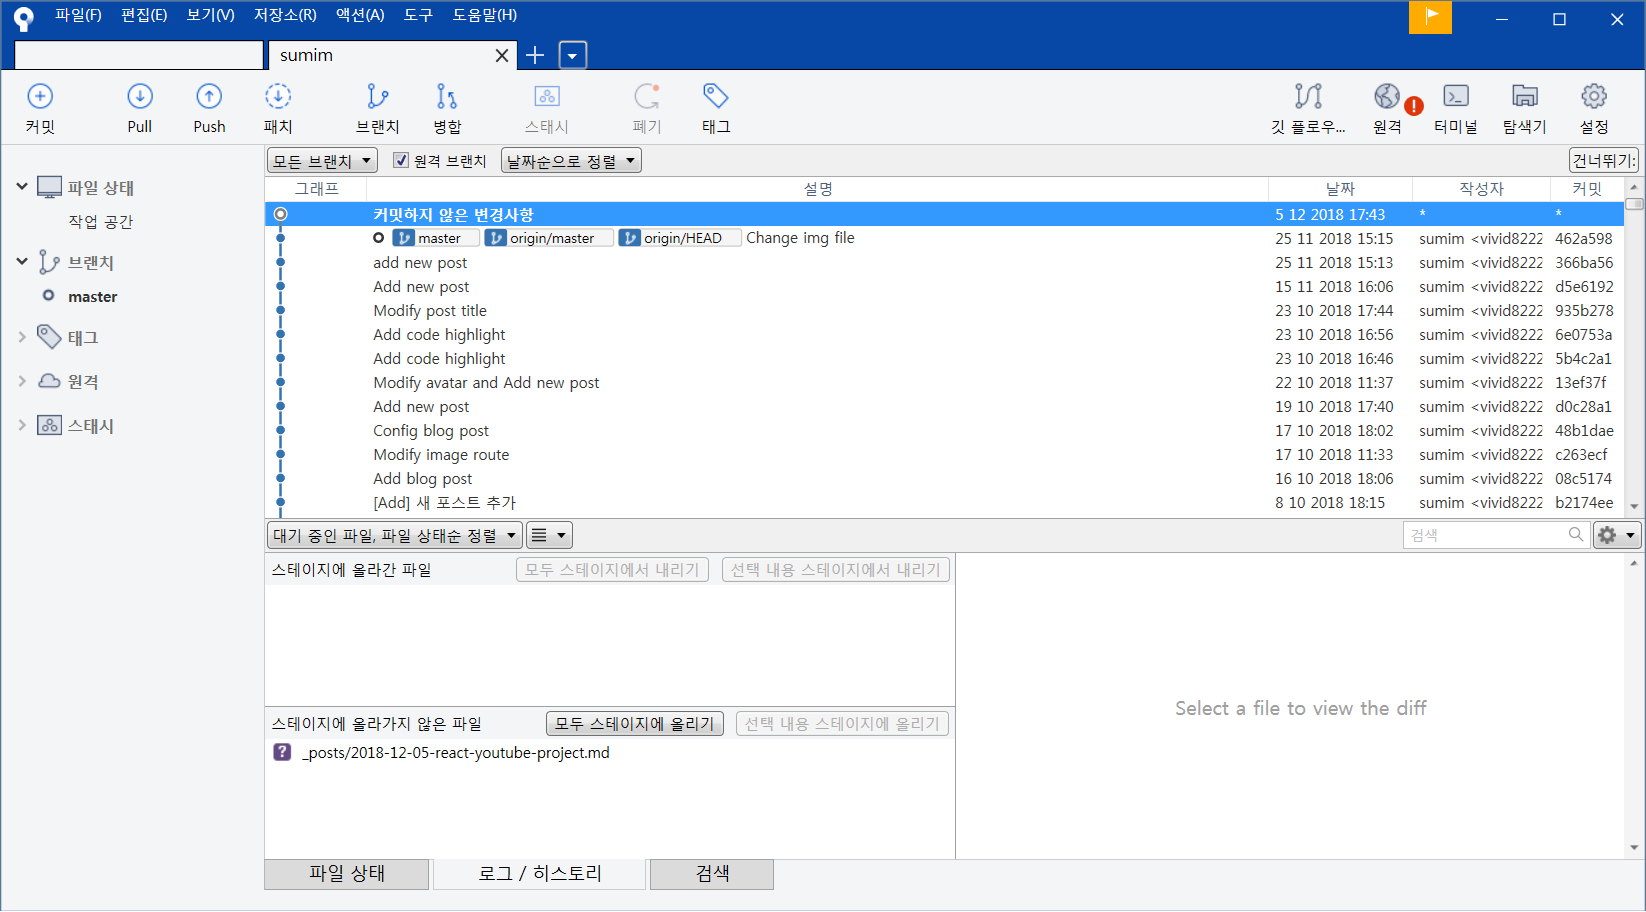 파일(F) 편집(E) 보기(V) 저장소(R) 액션(A) 도구 도움말(H)
sumim
커밋 Pull Push 패치 브랜치 병합 스태시 폐기 태그 깃 플로우... 원격 터미널 탐색기 설정
모든 브랜치 원격 브랜치 날짜순으로 정렬 건너뛰기:
파일 상태
작업 공간
브랜치
master
태그
원격
스태시
그래프 설명 날짜 작성자 커밋
커밋하지 않은 변경사항 5 12 2018 17:43 * *
master origin/master origin/HEAD Change img file 25 11 2018 15:15 sumim <vivid8222 462a598
add new post 25 11 2018 15:13 sumim <vivid8222 366ba56
Add new post 15 11 2018 16:06 sumim <vivid8222 d5e6192
Modify post title 23 10 2018 17:44 sumim <vivid8222 935b278
Add code highlight 23 10 2018 16:56 sumim <vivid8222 6e0753a
Add code highlight 23 10 2018 16:46 sumim <vivid8222 5b4c2a1
Modify avatar and Add new post 22 10 2018 11:37 sumim <vivid8222 13ef37f
Add new post 19 10 2018 17:40 sumim <vivid8222 d0c28a1
Config blog post 17 10 2018 18:02 sumim <vivid8222 48b1dae
Modify image route 17 10 2018 11:33 sumim <vivid8222 c263ecf
Add blog post 16 10 2018 18:06 sumim <vivid8222 08c5174
[Add] 새 포스트 추가 8 10 2018 18:15 sumim <vivid8222 b2174ee
대기 중인 파일, 파일 상태순 정렬 검색
스테이지에 올라간 파일 모두 스테이지에서 내리기 선택 내용 스테이지에서 내리기
Select a file to view the diff
스테이지에 올라가지 않은 파일 모두 스테이지에 올리기 선택 내용 스테이지에 올리기
? _posts/2018-12-05-react-youtube-project.md
파일 상태 로그 / 히스토리 검색